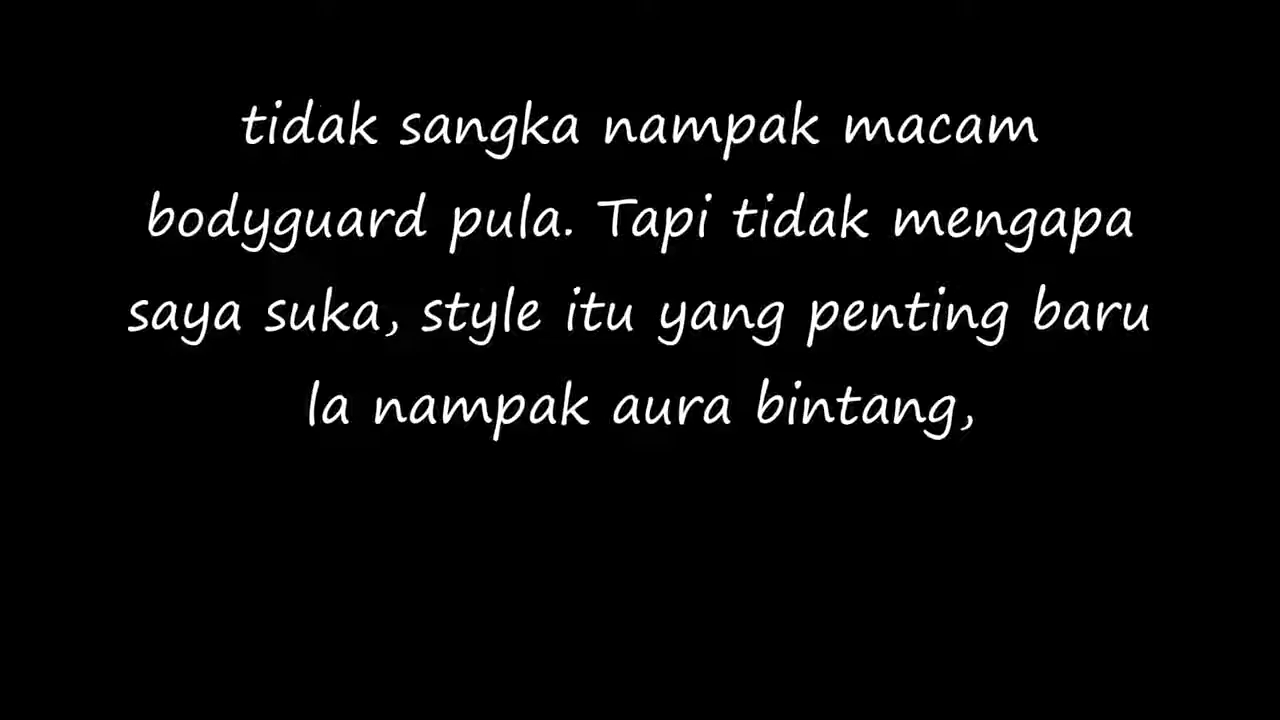 tidak sangka nampak macam
bodyguard pula. Tapi tidak mengapa
saya suka, style itu yang penting baru
la nampak aura bintang,